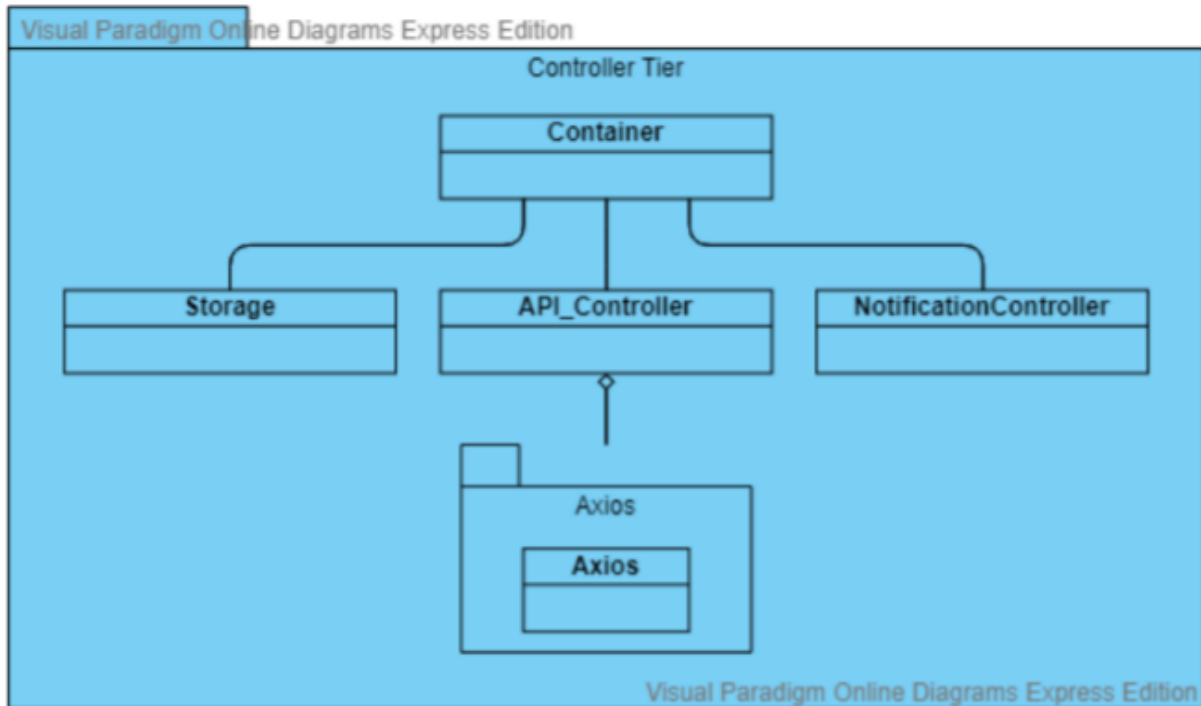 Visual Paradigm Online Diagrams Express Edition
Controller Tier
Container
Storage
API_Controller
NotificationController
Axios
Axios
Visual Paradigm Online Diagrams Express Edition